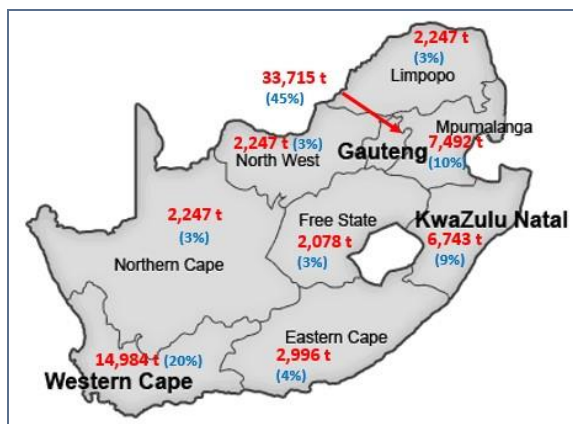 2,247 t
(3%)
Limpopo
33,715 t
(45%)
Mpumalanga
7,492 t
(10%)
2,247 t (3%)
North West
Gauteng
2,247 t
(3%)
Northern Cape
Free State
2,078 t
(3%)
KwaZulu Natal
6,743 t
(9%)
Eastern Cape
2,996 t
(4%)
14,984 t (20%)
Western Cape